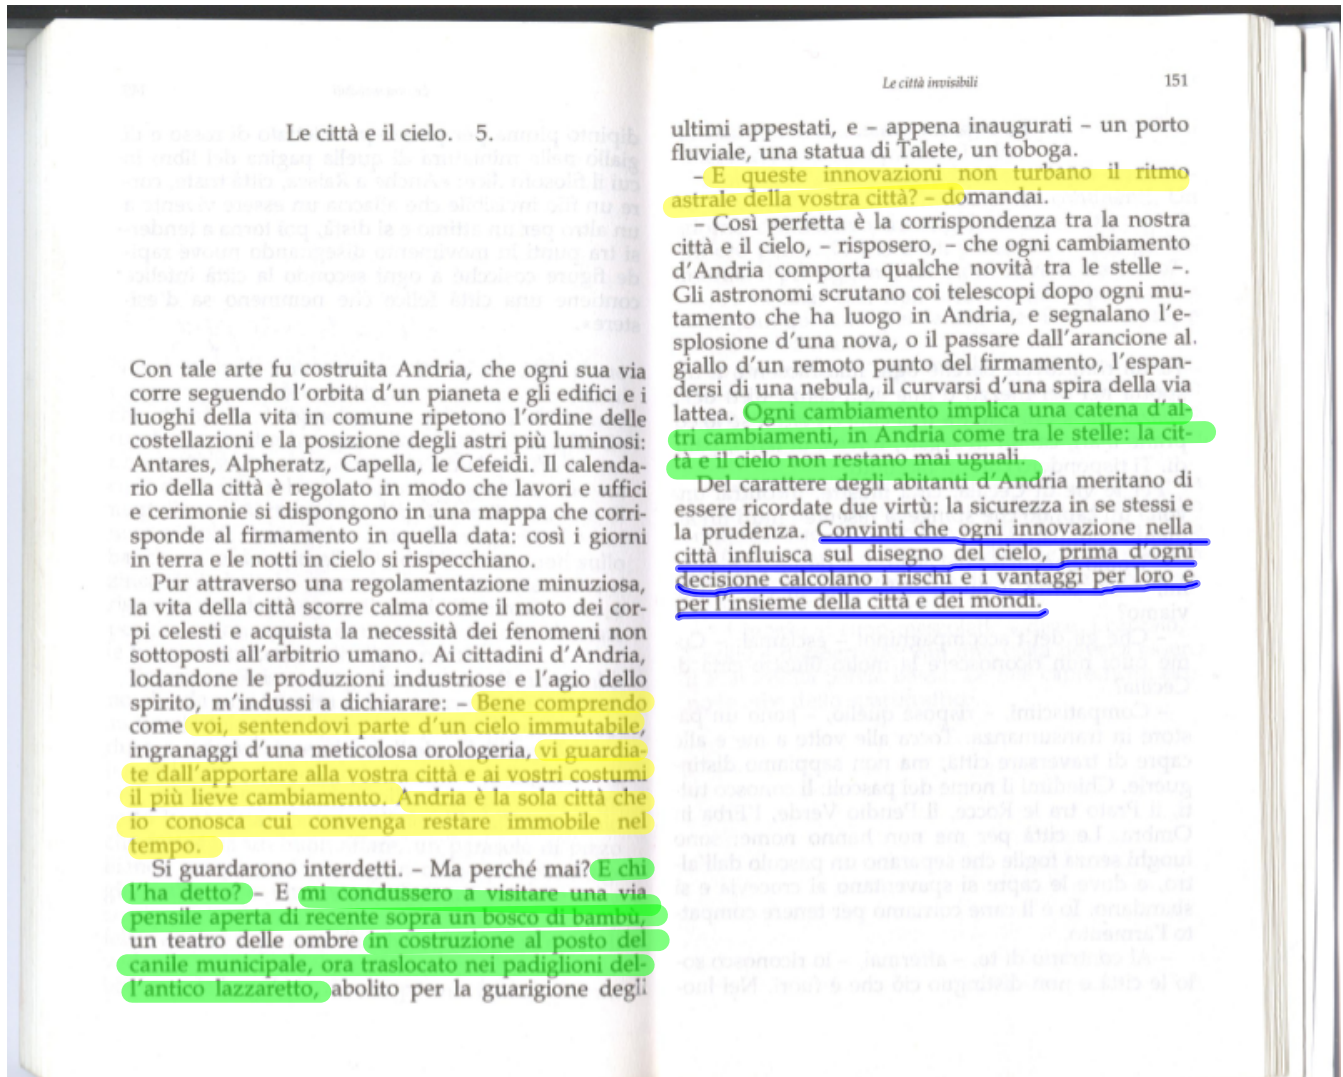 Le città e il cielo. 5.
Con tale arte fu costruita Andria, che ogni sua via
corre seguendo l'orbita d'un pianeta e gli edifici e i
luoghi della vita in comune ripetono l'ordine delle
costellazioni e la posizione degli astri più luminosi:
Antares, Alpheratz, Capella, le Cefeidi. Il calenda-
rio della città è regolato in modo che lavori e uffici
e cerimonie si dispongono in una mappa che corri-
sponde al firmamento in quella data: così i giorni
in terra e le notti in cielo si rispecchiano.
Pur attraverso una regolamentazione minuziosa,
la vita della città scorre calma come il moto dei cor-
pi celesti e acquista la necessità dei fenomeni non
sottoposti all'arbitrio umano. Ai cittadini d'Andria,
lodandone le produzioni industriose e l'agio dello
spirito, m'indussi a dichiarare: – Bene comprendo
come voi, sentendovi parte d'un cielo immutabile,
ingranaggi d'una meticolosa orologeria, vi guardia-
te dall'apportare alla vostra città e ai vostri costumi
il più lieve cambiamento. Andria è la sola città che
io conosca cui convenga restare immobile nel
tempo.
Si guardarono interdetti. – Ma perché mai? E chi
l'ha detto? – E mi condussero a visitare una via
pensile aperta di recente sopra un bosco di bambù,
un teatro delle ombre in costruzione al posto del
canile municipale, ora traslocato nei padiglioni del-
l'antico lazzaretto, abolito per la guarigione degli
Le città invisibili 151
ultimi appestati, e – appena inaugurati – un porto
fluviale, una statua di Talete, un toboga.
– E queste innovazioni non turbano il ritmo
astrale della vostra città? – domandai.
– Così perfetta è la corrispondenza tra la nostra
città e il cielo, – risposero, – che ogni cambiamento
d'Andria comporta qualche novità tra le stelle –.
Gli astronomi scrutano coi telescopi dopo ogni mu-
tamento che ha luogo in Andria, e segnalano l'e-
splosione d'una nova, o il passare dall'arancione al
giallo d'un remoto punto del firmamento, l'espan-
dersi di una nebula, il curvarsi d'una spira della via
lattea. Ogni cambiamento implica una catena d'al-
tri cambiamenti, in Andria come tra le stelle: la cit-
tà e il cielo non restano mai uguali.
Del carattere degli abitanti d'Andria meritano di
essere ricordate due virtù: la sicurezza in se stessi e
la prudenza. Convinti che ogni innovazione nella
città influisca sul disegno del cielo, prima d'ogni
decisione calcolano i rischi e i vantaggi per loro e
per l'insieme della città e dei mondi.